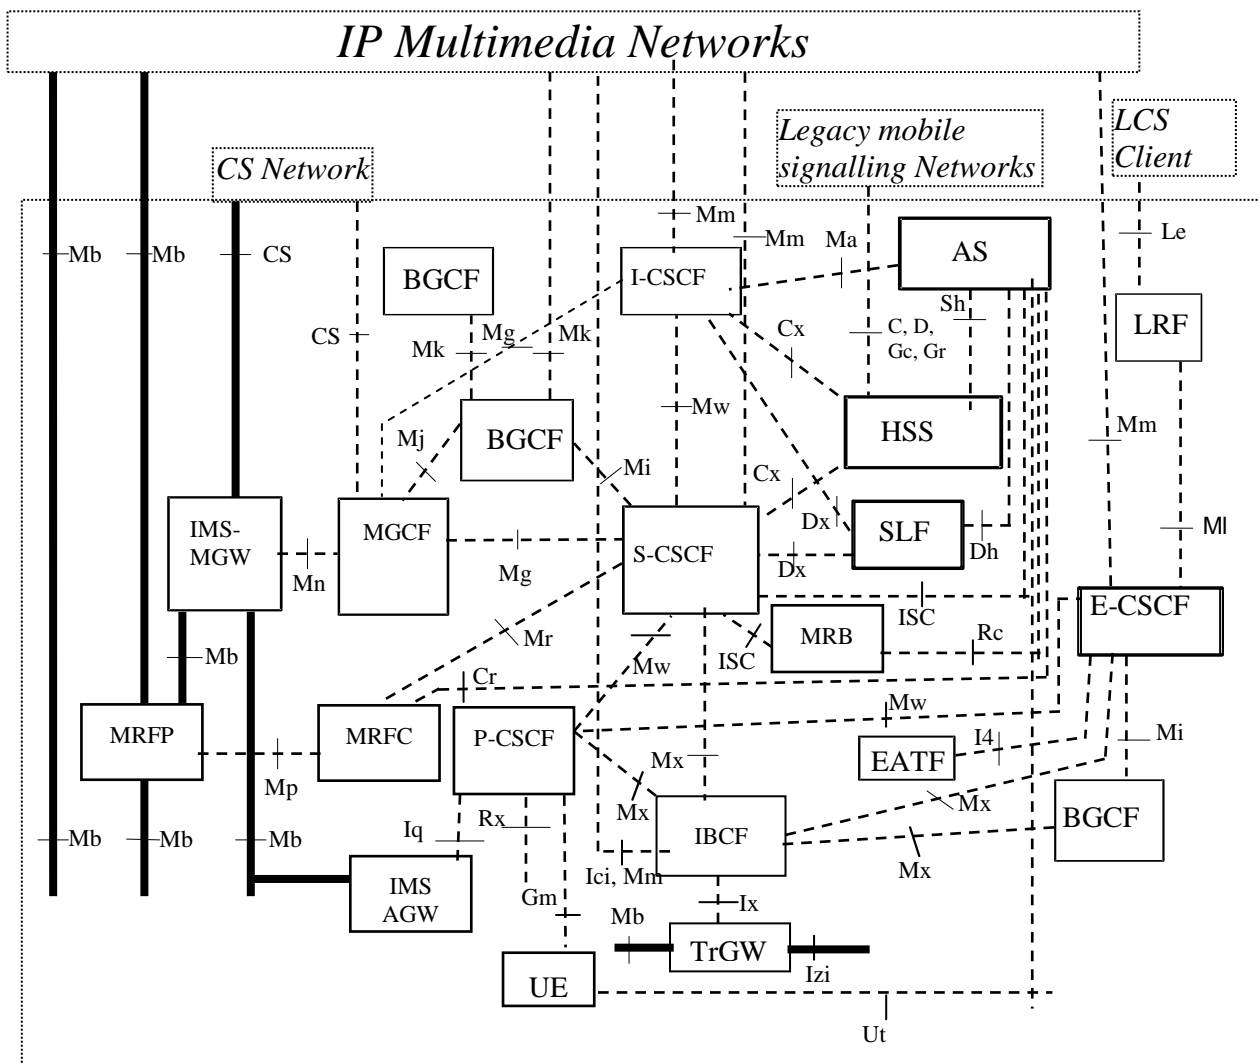 IP Multimedia Networks
CS Network
Legacy mobile
signalling Networks
LCS
Client
Mb
Mb
CS
Mm
Mm
Ma
Le
BGCF
I-CSCF
AS
Sh
LRF
CS
Mk
Mg
Mk
Cx
C, D,
Gc, Gr
Mw
HSS
Mm
Mj
BGCF
Mi
Cx
IMS-
MGW
MGCF
S-CSCF
Dx
SLF
Dh
MI
Mn
Mg
Dx
ISC
E-CSCF
Mb
Mr
Mw
ISC
MRB
Rc
Cr
Mw
MRFP
MRFC
P-CSCF
EATF
I4
Mi
Mp
Mx
Mx
Mx
BGCF
Mb
Mb
Mb
Iq
Rx
IBCF
Mx
IMS
AGW
Gm
Ici, Mm
Ix
Mb
TrGW
Izi
UE
Ut